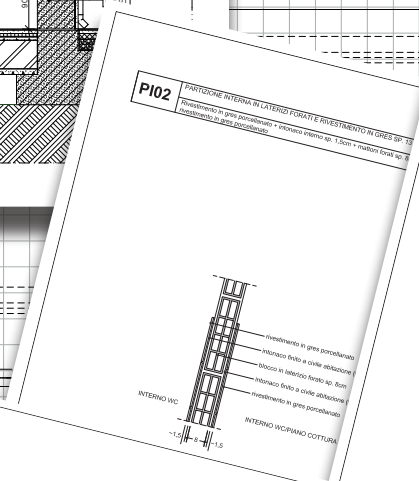 90
PI02
PARTIZIONE INTERNA IN LATERIZI FORATI E RIVESTIMENTO IN GRES SP. 13
Rivestimento in gres porcellanato + intonaco interno sp. 1,5cm + mattoni forati sp. 8
rivestimento in gres porcellanato
rivestimento in gres porcellanato
intonaco finito a civile abitazione (
blocco in laterizio forato sp. 8cm
intonaco finito a civile abitazione (
rivestimento in gres porcellanato
INTERNO WC
INTERNO WC/PIANO COTTURA
~1,5
8
~1,5